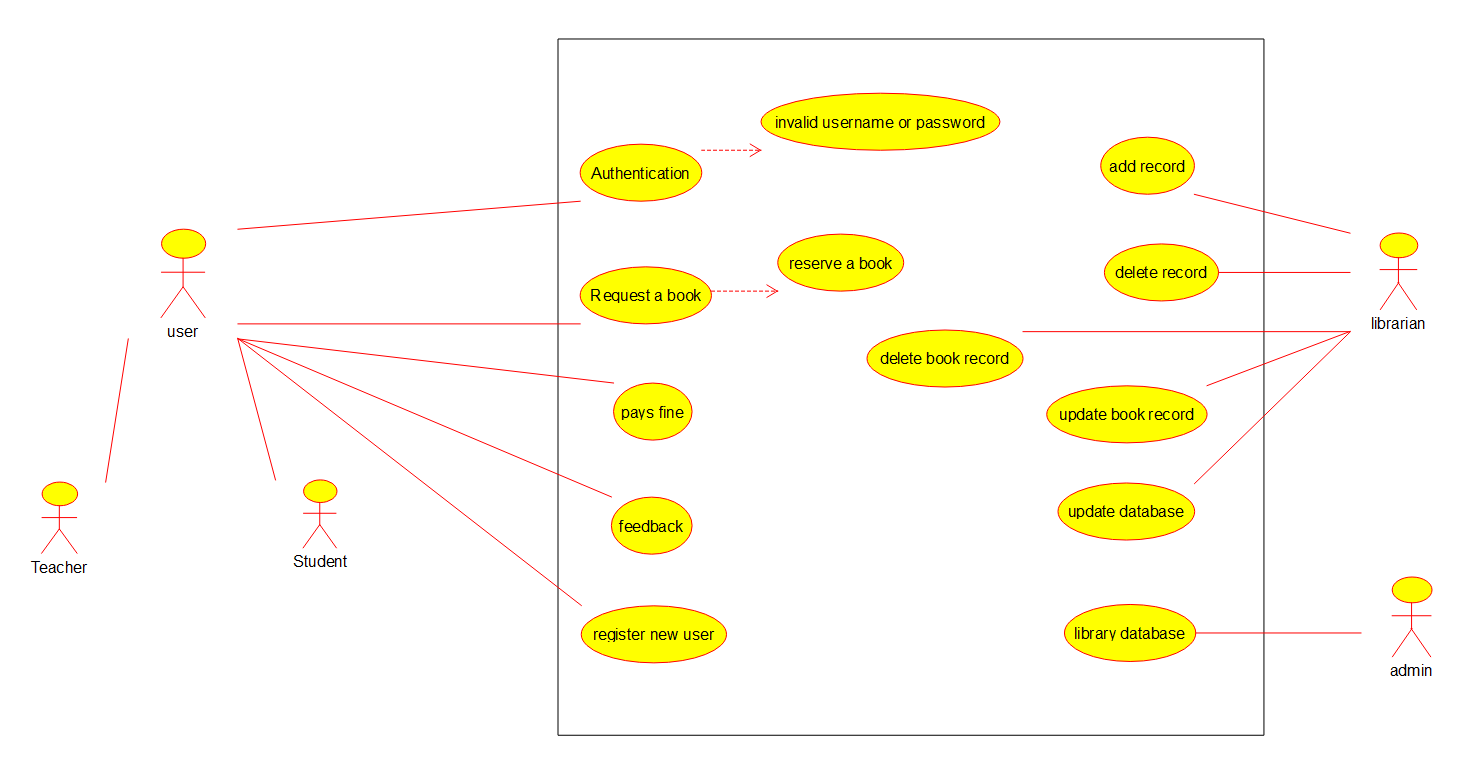 invalid username or password
Authentication
add record
reserve a book
delete record
Request a book
user
librarian
delete book record
pays fine
update book record
feedback
update database
Teacher
Student
register new user
library database
admin